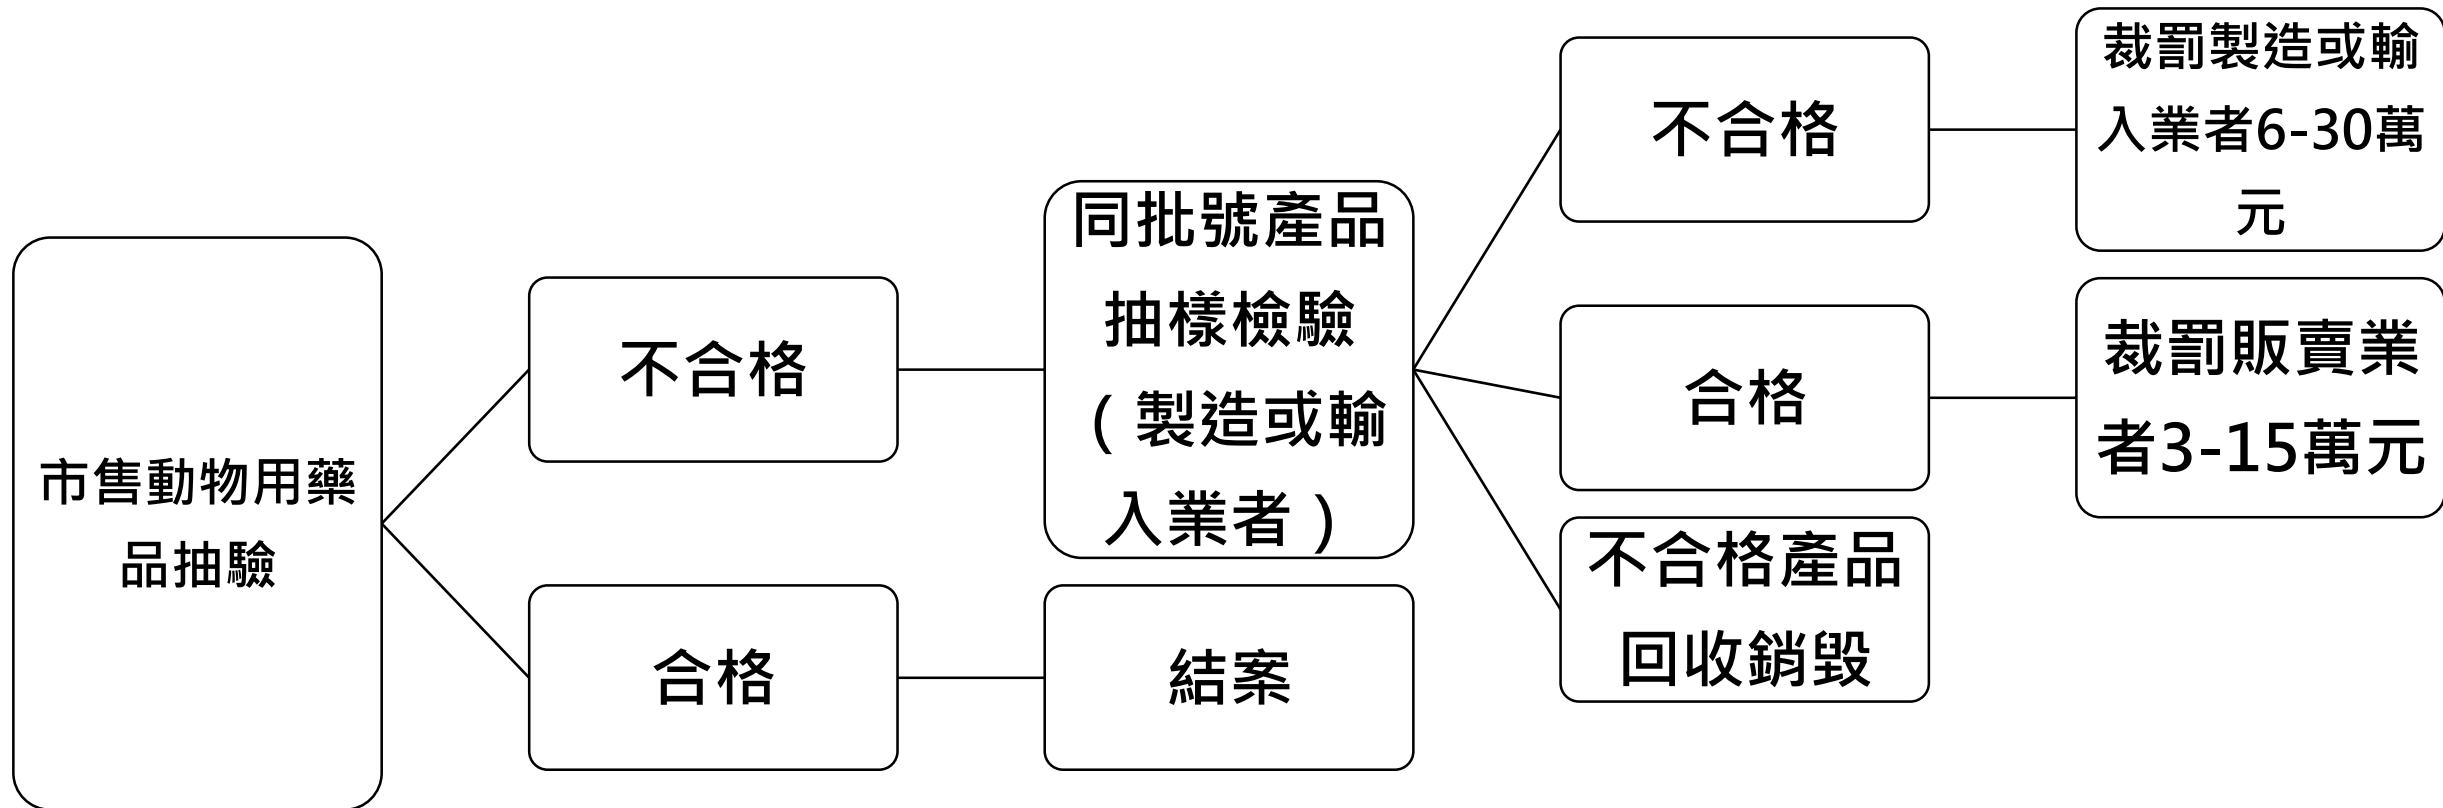 市售動物用藥
品抽驗
不合格
合格
同批號產品
抽樣檢驗
（製造或輸
入業者）
結案
不合格
合格
不合格產品
回收銷毀
裁罰製造或輸
入業者6-30萬
元
裁罰販賣業
者3-15萬元